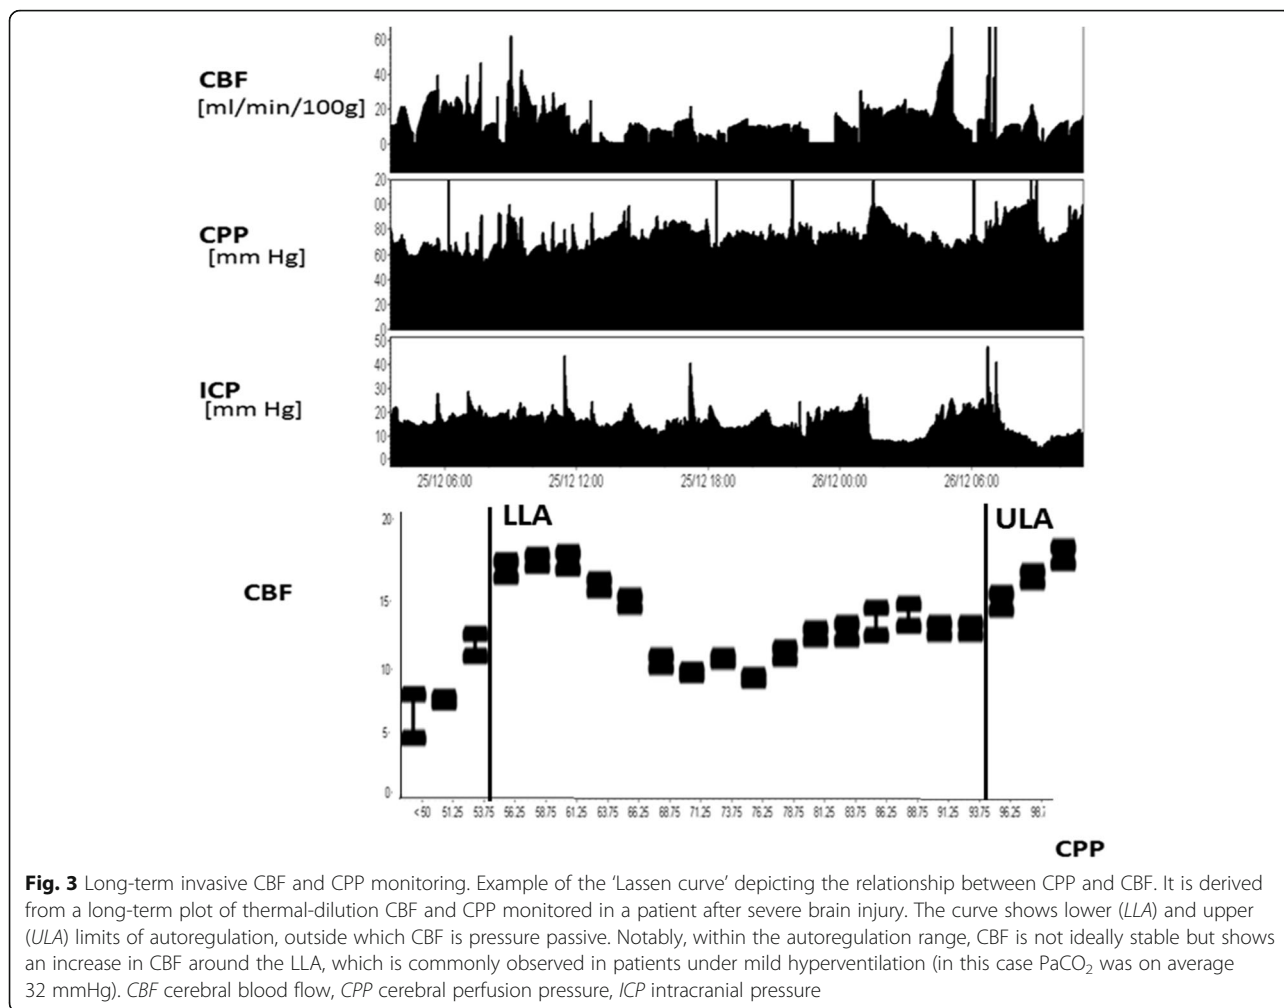 CBF
[ml/min/100g]
60
40
20
0
CPP
[mm Hg]
20
00
80
60
40
20
0
ICP
[mm Hg]
50
40
30
20
10
0
25/12 06:00 25/12 12:00 25/12 18:00 26/12 00:00 26/12 06:00
LLA ULA
CBF
20
15
10
5
0
<50 51.25 53.75 56.25 58.75 61.25 63.75 66.25 68.75 71.25 73.75 76.25 78.75 81.25 83.75 86.25 88.75 91.25 93.75 96.25 98.7
CPP
Fig. 3 Long-term invasive CBF and CPP monitoring. Example of the ‘Lassen curve’ depicting the relationship between CPP and CBF. It is derived
from a long-term plot of thermal-dilution CBF and CPP monitored in a patient after severe brain injury. The curve shows lower (LLA) and upper
(ULA) limits of autoregulation, outside which CBF is pressure passive. Notably, within the autoregulation range, CBF is not ideally stable but shows
an increase in CBF around the LLA, which is commonly observed in patients under mild hyperventilation (in this case PaCO₂ was on average
32 mmHg). CBF cerebral blood flow, CPP cerebral perfusion pressure, ICP intracranial pressure